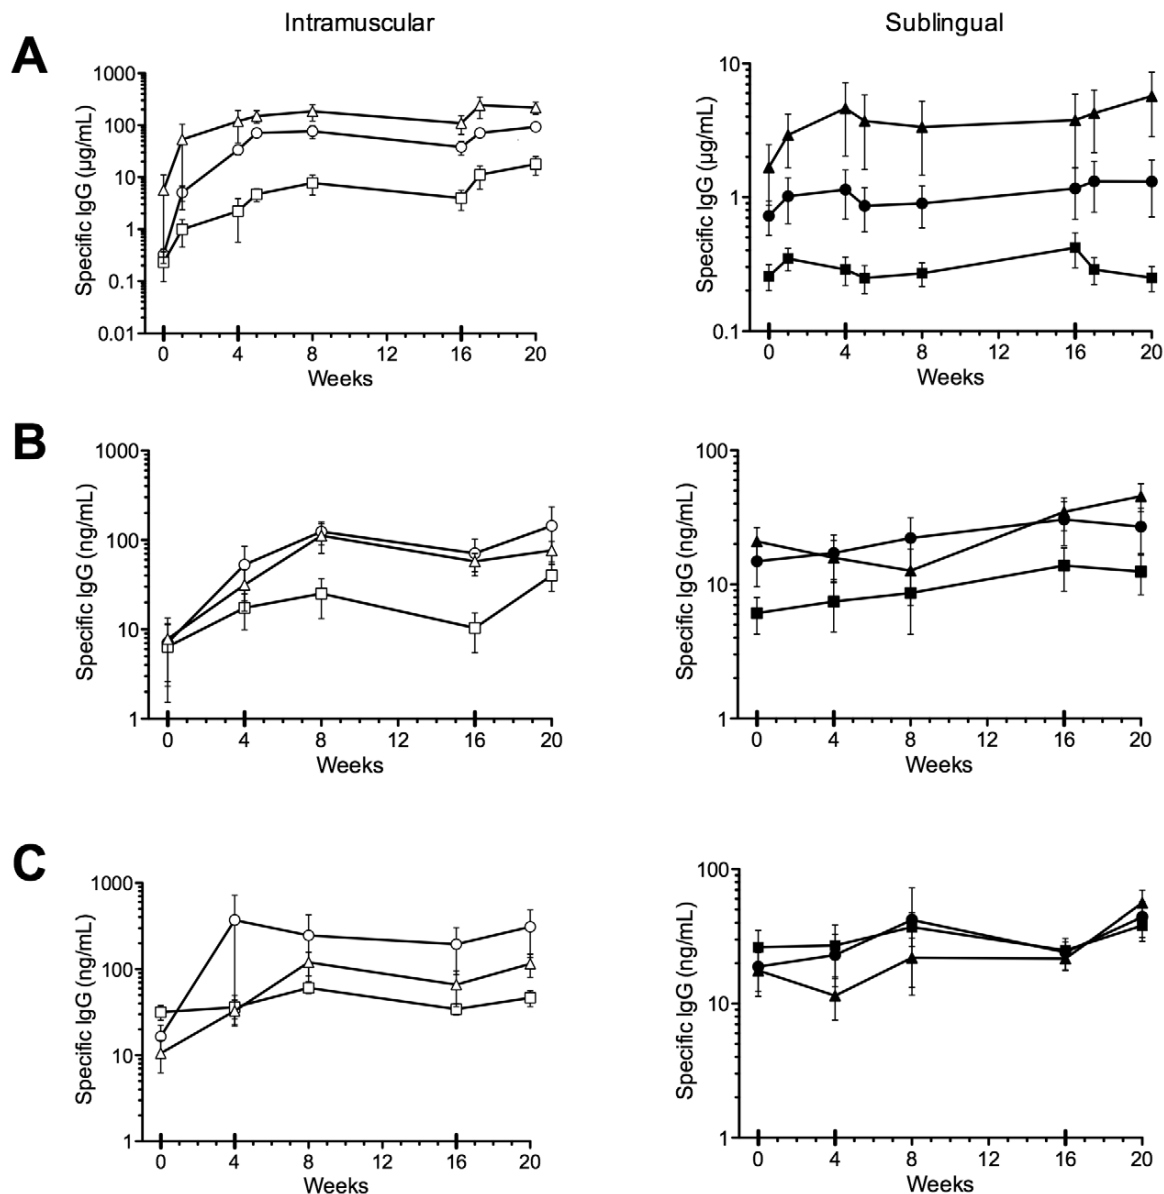 Intramuscular
Sublingual
A
Specific IgG (µg/mL)
1000
100
10
1
0.1
0.01
0 4 8 12 16 20
Weeks
Specific IgG (µg/mL)
10
1
0.1
0 4 8 12 16 20
Weeks
B
Specific IgG (ng/mL)
1000
100
10
1
0 4 8 12 16 20
Weeks
Specific IgG (ng/mL)
100
10
1
0 4 8 12 16 20
Weeks
C
Specific IgG (ng/mL)
1000
100
10
1
0 4 8 12 16 20
Weeks
Specific IgG (ng/mL)
100
10
1
0 4 8 12 16 20
Weeks